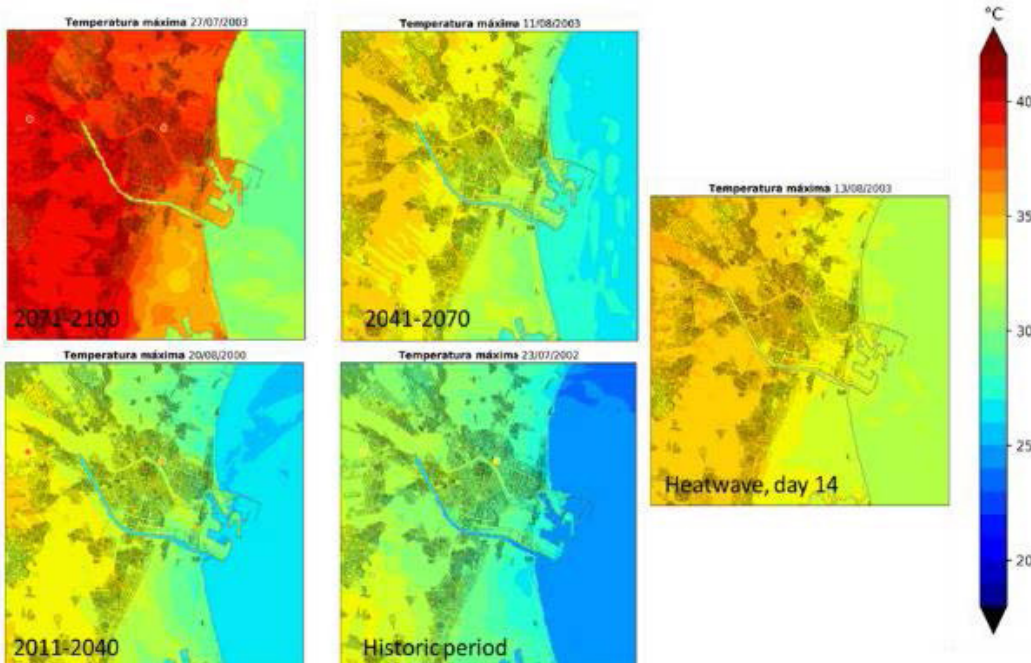 Temperatura máxima 27/07/2003
2071-2100
Temperatura máxima 11/08/2003
2041-2070
Temperatura máxima 13/08/2003
Heatwave, day 14
Temperatura máxima 20/08/2000
2011-2040
Temperatura máxima 23/07/2002
Historic period
°C
40
35
30
25
20